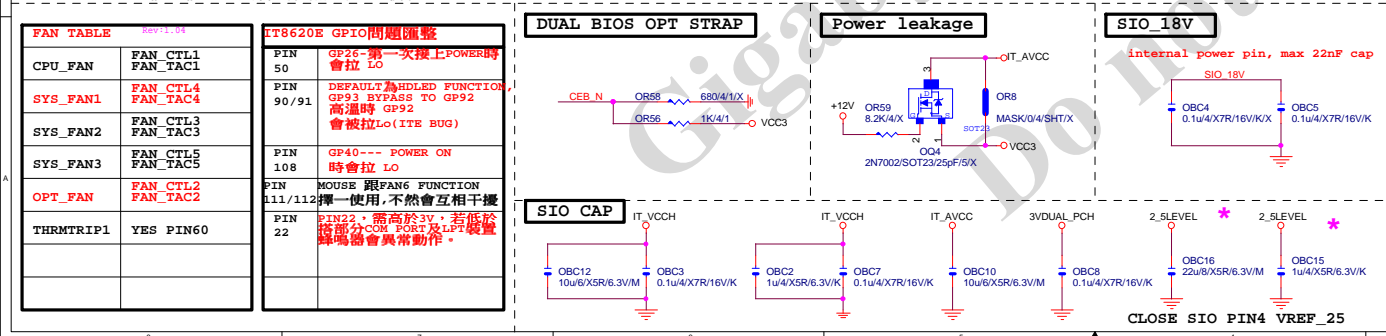 FAN TABLE
Rev:1.04
CPU_FAN
FAN_CTL1
FAN_TAC1
SYS_FAN1
FAN_CTL4
FAN_TAC4
SYS_FAN2
FAN_CTL3
FAN_TAC3
SYS_FAN3
FAN_CTL5
FAN_TAC5
OPT_FAN
FAN_CTL2
FAN_TAC2
THRMTRIP1
YES PIN60
IT8620E GPIO問題匯整
PIN
50
GP26-第一次接上POWER時
會拉 LO
PIN
90/91
DEFAULT為HDLED FUNCTION,
GP93 BYPASS TO GP92
高溫時 GP92
會被拉Lo(ITE BUG)
PIN
108
GP40--- POWER ON
時會拉 LO
PIN
111/112
MOUSE 跟FAN6 FUNCTION
擇一使用,不然會互相干擾
PIN
22
PIN22，需高於3V，若低於
搭部分COM PORT及LPT裝置
蜂鳴器會異常動作。
DUAL BIOS OPT STRAP
CEB_N
OR58
680/4/1/X
OR56
1K/4/1
VCC3
Power leakage
IT_AVCC
+12V
OR59
8.2K/4/X
3
D
G
S
2
1
OR8
MASK/0/4/SHT/X
SOT23
VCC3
OQ4
2N7002/SOT23/25pF/5/X
SIO_18V
internal power pin, max 22nF cap
SIO_18V
OBC4
0.1u/4/X7R/16V/K/X
OBC5
0.1u/4/X7R/16V/K
SIO CAP
IT_VCCH
OBC12
10u/6/X5R/6.3V/M
OBC3
0.1u/4/X7R/16V/K
IT_VCCH
OBC2
1u/4/X5R/6.3V/K
OBC7
0.1u/4/X7R/16V/K
IT_AVCC
OBC10
10u/6/X5R/6.3V/M
3VDUAL_PCH
OBC8
0.1u/4/X7R/16V/K
2_5LEVEL
*
OBC16
22u/8/X5R/6.3V/M
2_5LEVEL
*
OBC15
1u/4/X5R/6.3V/K
CLOSE SIO PIN4 VREF_25
A
Do not